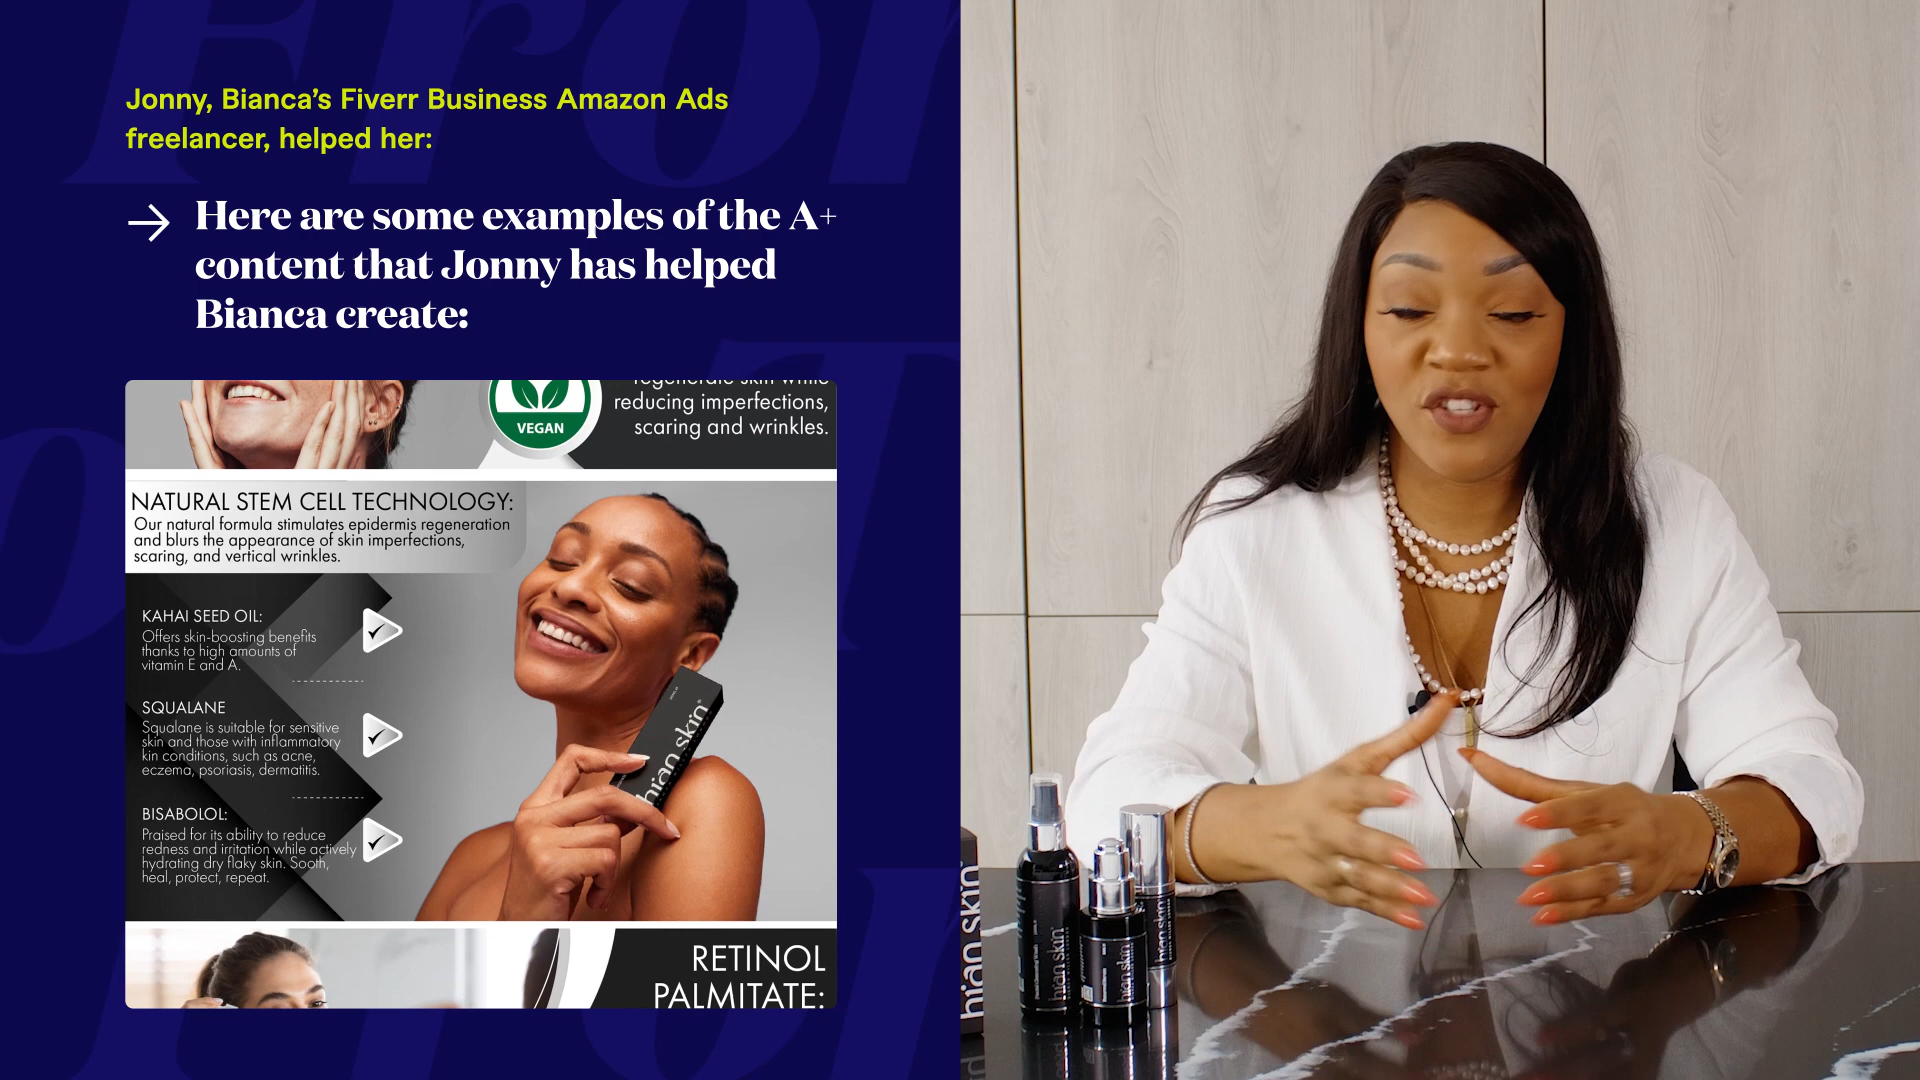 Jonny, Bianca's Fiverr Business Amazon Ads
freelancer, helped her:
Here are some examples of the A+
content that Jonny has helped
Bianca create:
regenerate skin while
reducing imperfections,
scaring and wrinkles.
VEGAN
NATURAL STEM CELL TECHNOLOGY:
Our natural formula stimulates epidermis regeneration
and blurs the appearance of skin imperfections,
scaring, and vertical wrinkles.
KAHAI SEED OIL:
Offers skin-boosting benefits
thanks to high amounts of
vitamin E and A.
SQUALANE
Squalane is suitable for sensitive
skin and those with inflammatory
kin conditions, such as acne,
eczema, psoriasis, dermatitis.
BISABOLOL:
Praised for its ability to reduce
redness and irritation while actively
hydrating dry flaky skin. Sooth,
heal, protect, repeat.
bian skin
RETINOL
PALMITATE:
bian skin
bian skin
bian skin
bian skin